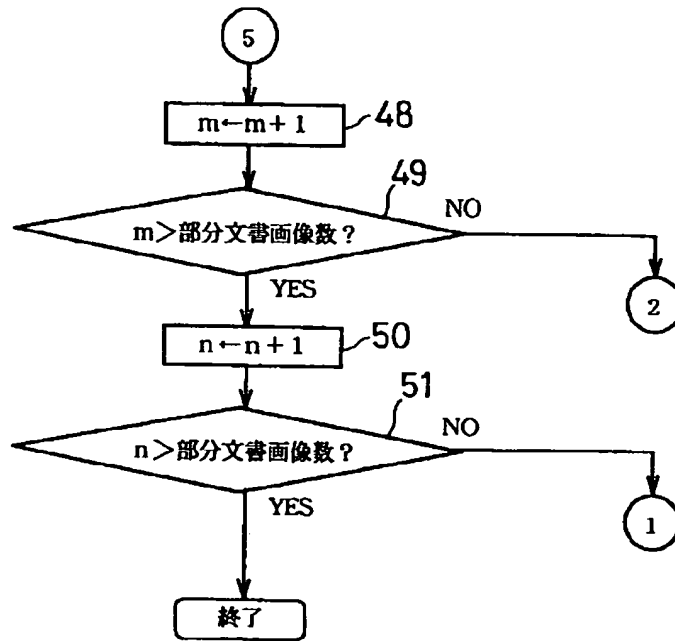 5
m←m+1
48
49
m>部分文書画像数?
NO
YES
2
n←n+1
50
51
n>部分文書画像数?
NO
YES
1
終了